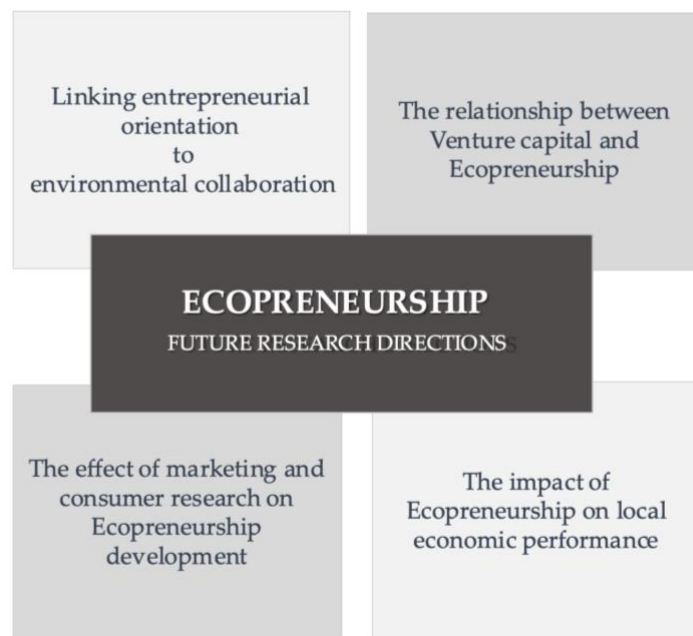 Linking entrepreneurial
orientation
to
environmental collaboration
The relationship between
Venture capital and
Ecopreneurship
ECOPRENEURSHIP
FUTURE RESEARCH DIRECTIONS
The effect of marketing and
consumer research on
Ecopreneurship
development
The impact of
Ecopreneurship on local
economic performance